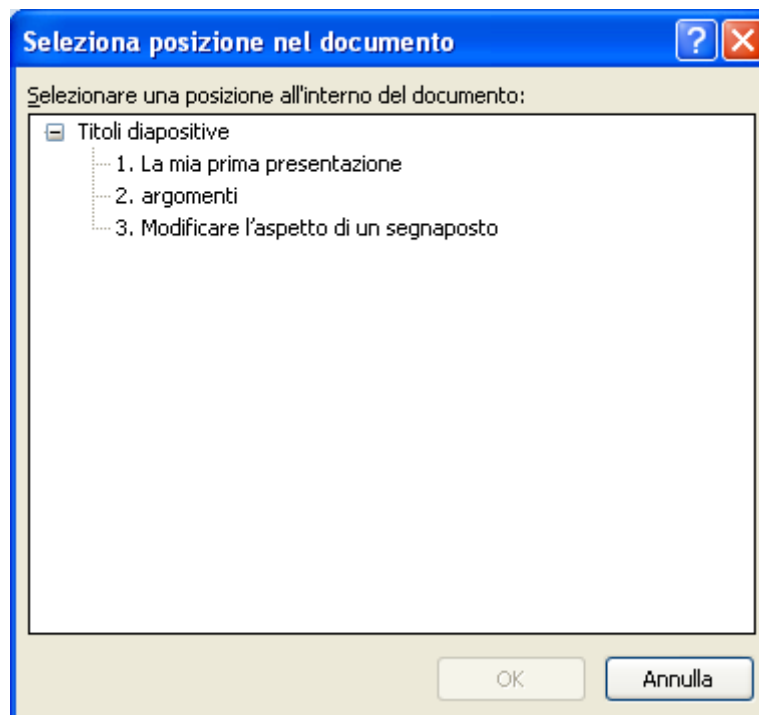 Seleziona posizione nel documento
Selezionare una posizione all'interno del documento:
Titoli diapositive
1. La mia prima presentazione
2. argomenti
3. Modificare l’aspetto di un segnaposto
OK Annulla